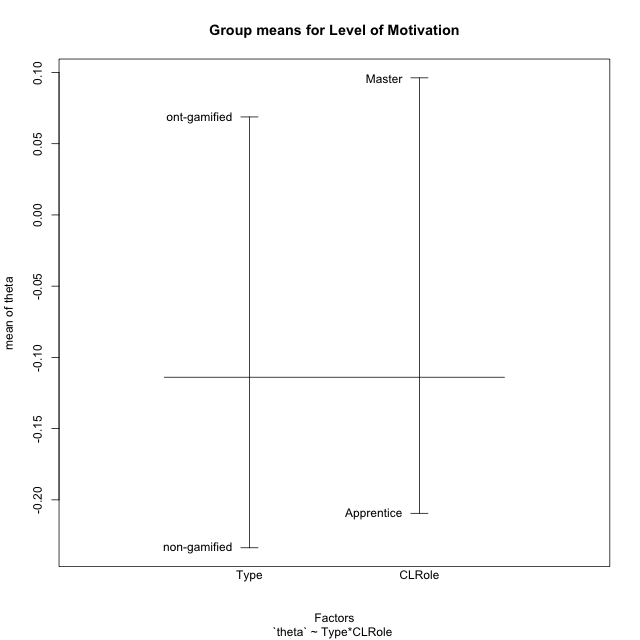 Group means for Level of Motivation
mean of theta
0.10
0.05
0.00
-0.05
-0.10
-0.15
-0.20
Master
ont-gamified
Apprentice
non-gamified
Type
CLRole
Factors
`theta` ~ Type*CLRole